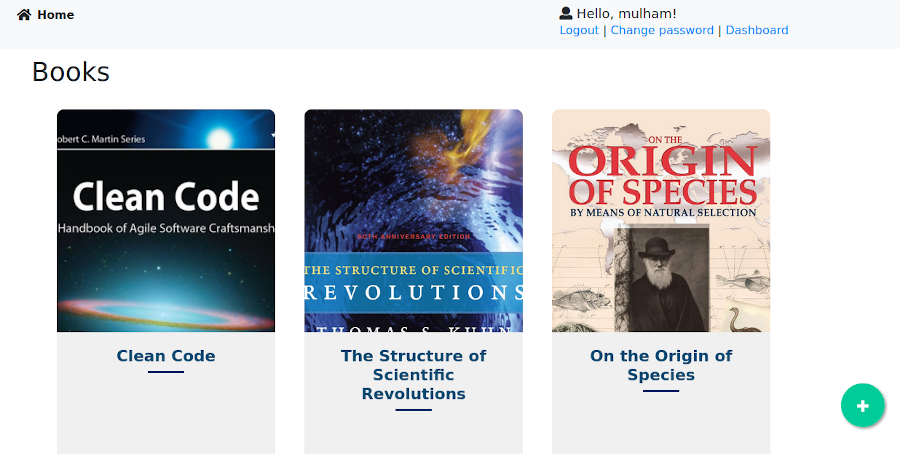 Home
Hello, mulham!
Logout | Change password | Dashboard
Books
obert C. Martin Series
Clean Code
Handbook of Agile Software Craftsmansh
Clean Code
50TH ANNIVERSARY EDITION
THE STRUCTURE OF SCIENTIFIC
REVOLUTIONS
THOMAS S. KUHN
The Structure of
Scientific
Revolutions
ON THE
ORIGIN
OF SPECIES
BY MEANS OF NATURAL SELECTION
On the Origin of
Species